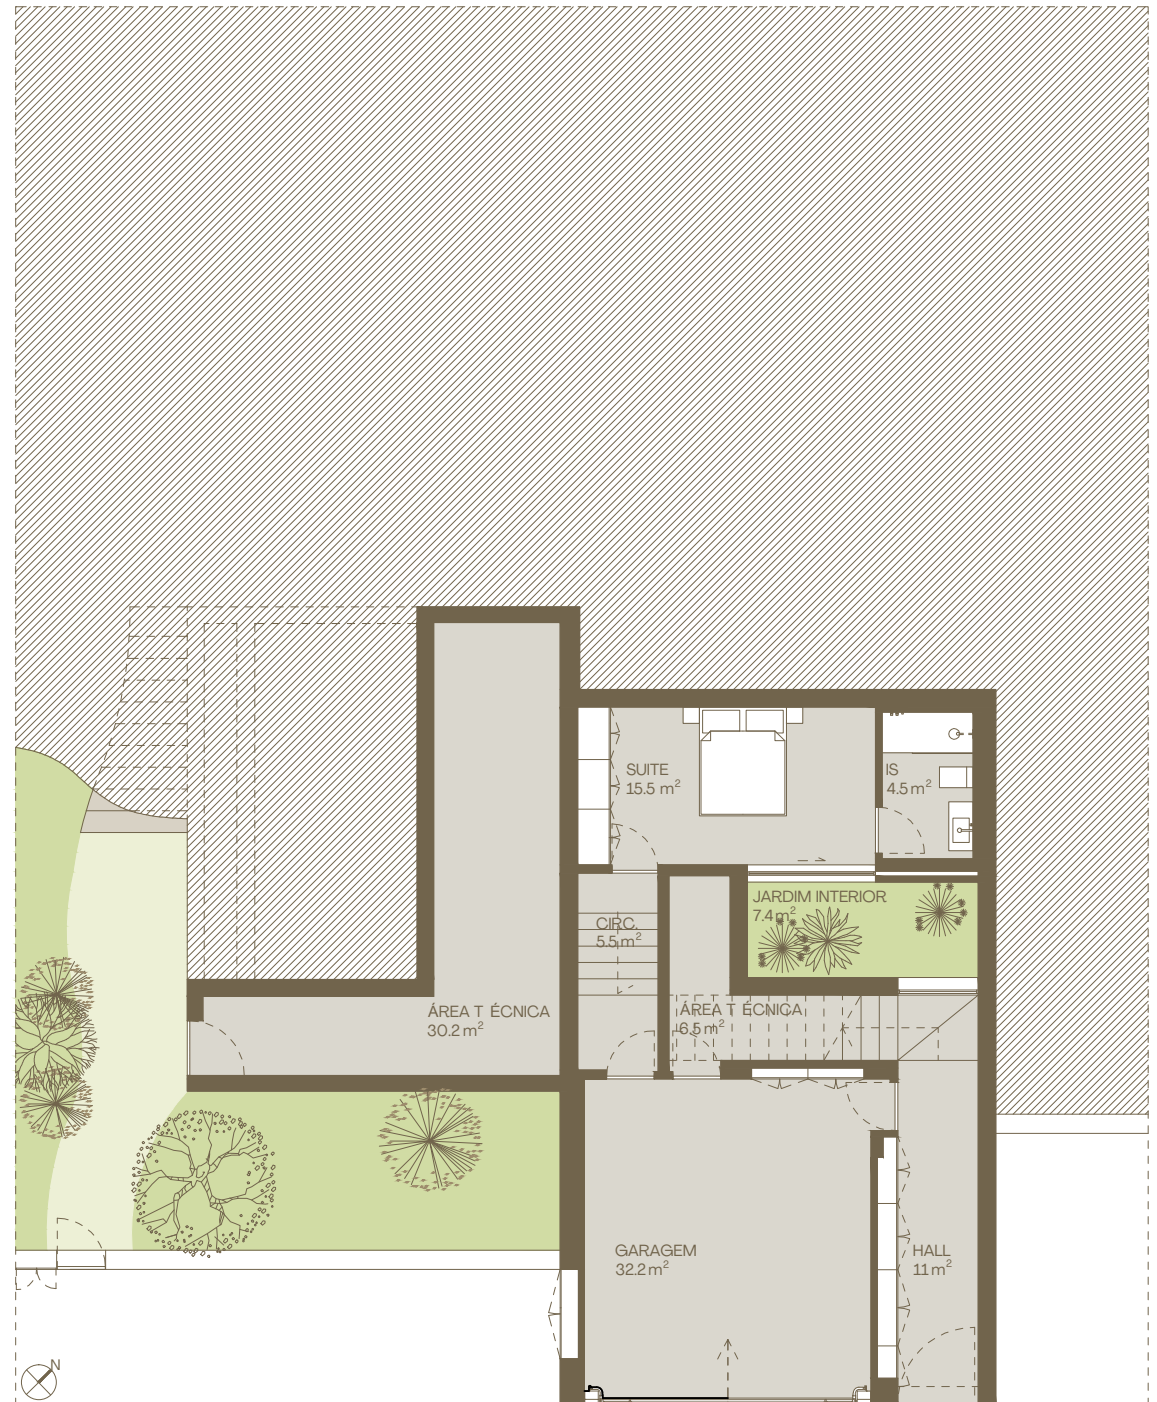 SUITE
15.5 m²
IS
4.5 m²
JARDIM INTERIOR
7.4 m²
CIRC.
5.5 m²
ÁREA T ÉCNICA
30.2 m²
ÁREA T ÉCNICA
6.5 m²
GARAGEM
32.2 m²
HALL
11 m²
N